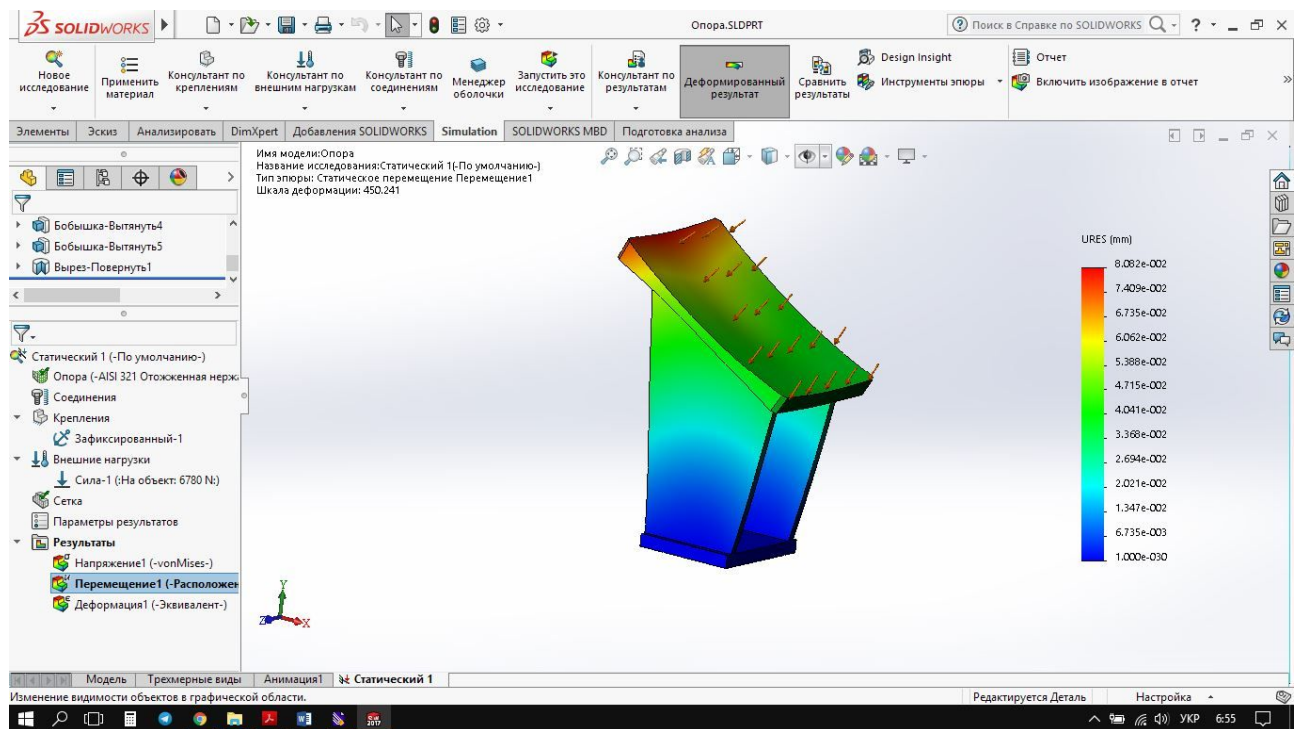 SOLIDWORKS
Опора.SLDPRT
Поиск в Справке по SOLIDWORKS
?
Новое исследование
Применить материал
Консультант по креплениям
Консультант по внешним нагрузкам
Консультант по соединениям
Менеджер оболочки
Запустить это исследование
Консультант по результатам
Деформированный результат
Сравнить результаты
Design Insight
Инструменты эпюры
Отчет
Включить изображение в отчет
Элементы
Эскиз
Анализировать
DimXpert
Добавления SOLIDWORKS
Simulation
SOLIDWORKS MBD
Подготовка анализа
Имя модели:Опора
Название исследования:Статический 1(-По умолчанию-)
Тип эпюры: Статическое перемещение Перемещение1
Шкала деформации: 450.241
Бобышка-Вытянуть4
Бобышка-Вытянуть5
Вырез-Повернуть1
Статический 1 (-По умолчанию-)
Опора (-AISI 321 Отожженная нерж
Соединения
Крепления
Зафиксированный-1
Внешние нагрузки
Сила-1 (:На объект: 6780 N:)
Сетка
Параметры результатов
Результаты
Напряжение1 (-vonMises-)
Перемещение1 (-Расположен
Деформация1 (-Эквивалент-)
URES (mm)
8.082e-002
7.409e-002
6.735e-002
6.062e-002
5.388e-002
4.715e-002
4.041e-002
3.368e-002
2.694e-002
2.021e-002
1.347e-002
6.735e-003
1.000e-030
Y
Z
X
Модель
Трехмерные виды
Анимация1
Статический 1
Изменение видимости объектов в графической области.
Редактируется Деталь
Настройка
SW 2017
УКР
6:55